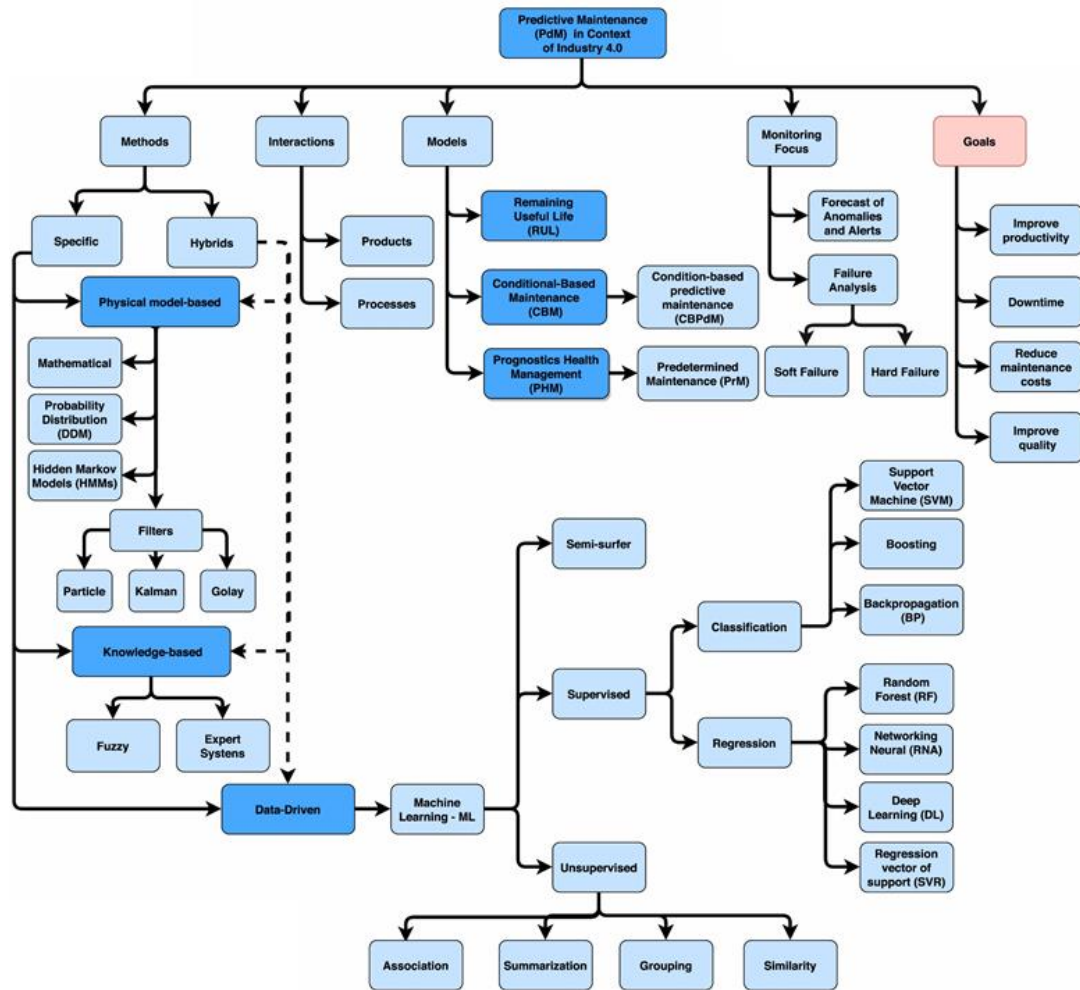 Predictive Maintenance
(PdM) in Context
of Industry 4.0
Methods
Interactions
Models
Monitoring
Focus
Goals
Specific
Hybrids
Physical model-based
Mathematical
Probability
Distribution
(DDM)
Hidden Markov
Models (HMMs)
Filters
Particle
Kalman
Golay
Knowledge-based
Fuzzy
Expert
Systens
Data-Driven
Products
Processes
Remaining
Useful Life
(RUL)
Conditional-Based
Maintenance
(CBM)
Condition-based
predictive
maintenance
(CBPdM)
Prognostics Health
Management
(PHM)
Predetermined
Maintenance (PrM)
Forecast of
Anomalies
and Alerts
Failure
Analysis
Soft Failure
Hard Failure
Improve
productivity
Downtime
Reduce
maintenance
costs
Improve
quality
Machine
Learning - ML
Semi-surfer
Supervised
Classification
Support
Vector
Machine (SVM)
Boosting
Backpropagation
(BP)
Regression
Random
Forest (RF)
Networking
Neural (RNA)
Deep
Learning (DL)
Regression
vector of
support (SVR)
Unsupervised
Association
Summarization
Grouping
Similarity